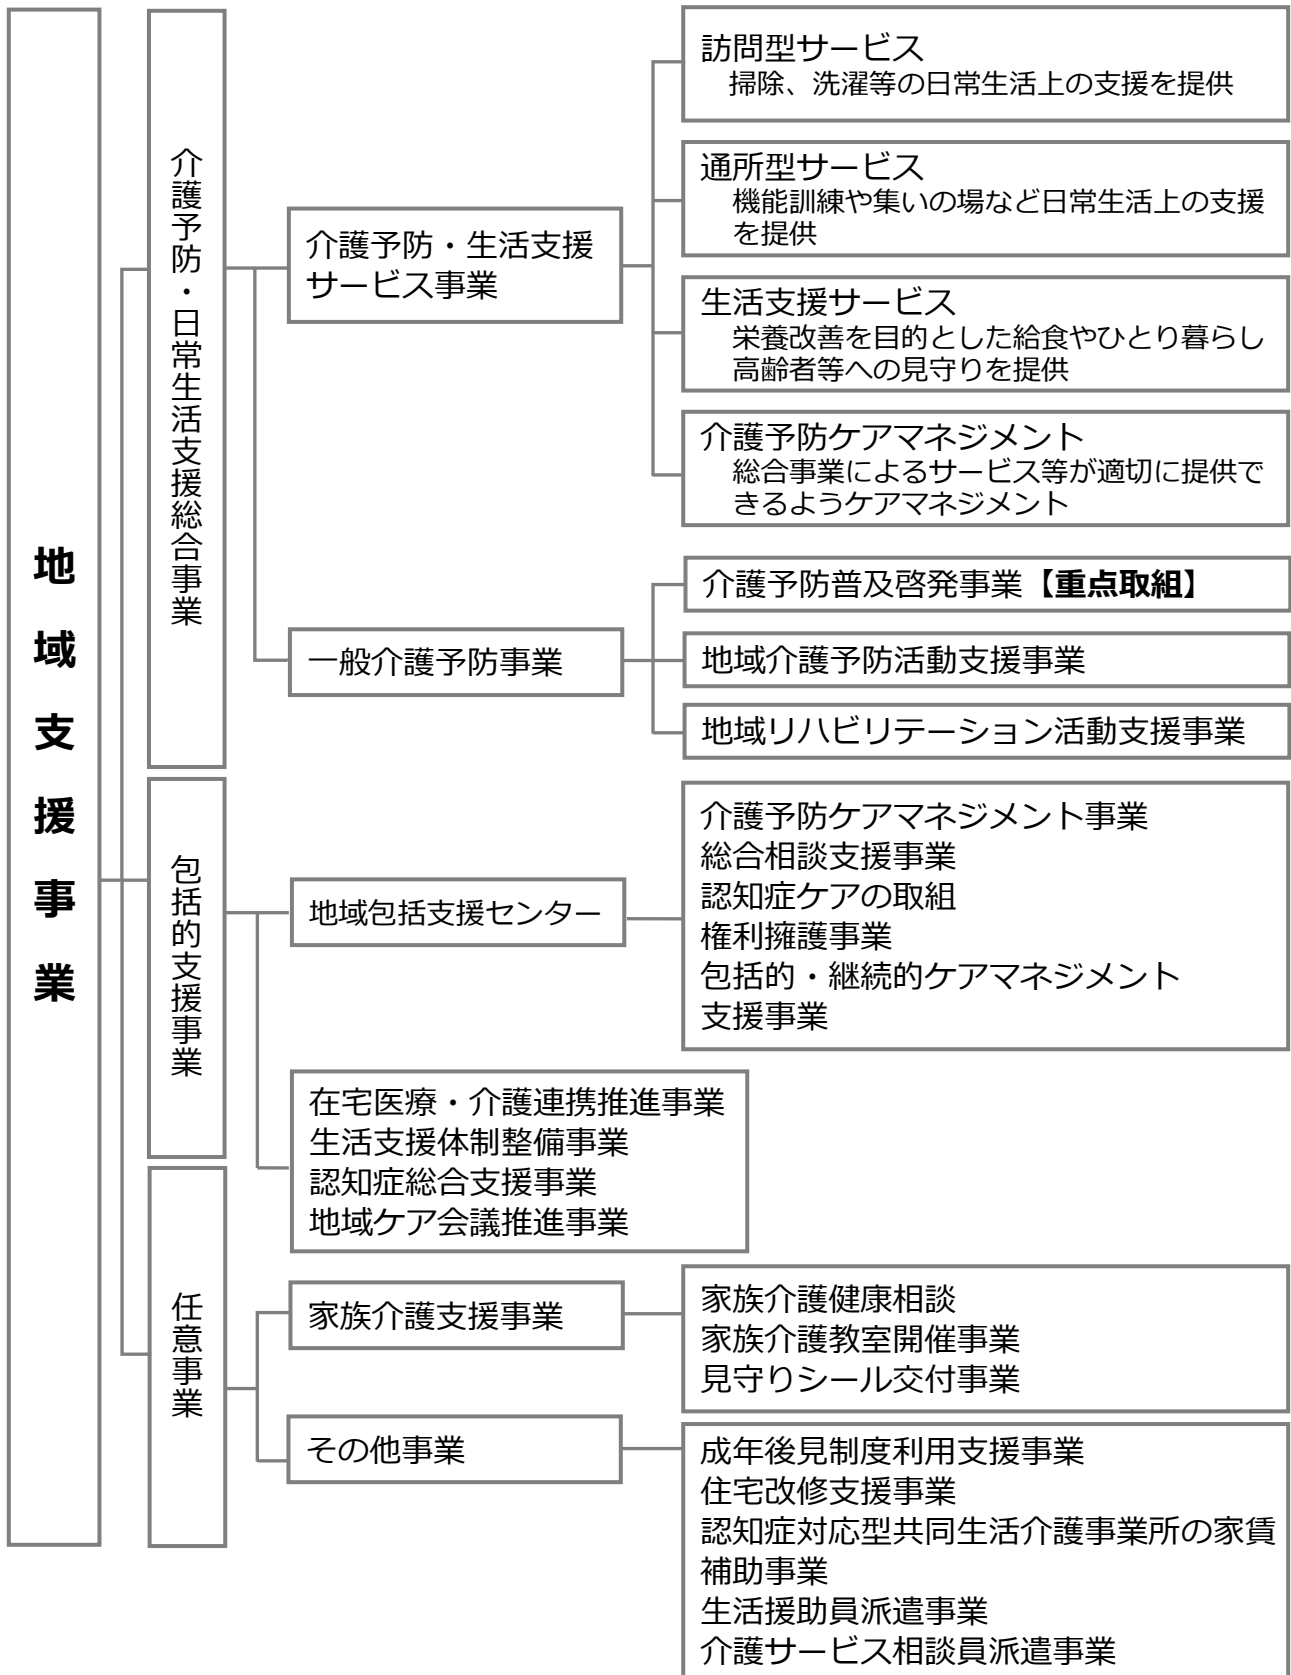 地域支援事業
介護予防・日常生活支援総合事業
介護予防・生活支援
サービス事業
訪問型サービス
掃除、洗濯等の日常生活上の支援を提供
通所型サービス
機能訓練や集いの場など日常生活上の支援
を提供
生活支援サービス
栄養改善を目的とした給食やひとり暮らし
高齢者等への見守りを提供
介護予防ケアマネジメント
総合事業によるサービス等が適切に提供で
きるようケアマネジメント
一般介護予防事業
介護予防普及啓発事業【重点取組】
地域介護予防活動支援事業
地域リハビリテーション活動支援事業
包括的支援事業
地域包括支援センター
介護予防ケアマネジメント事業
総合相談支援事業
認知症ケアの取組
権利擁護事業
包括的・継続的ケアマネジメント
支援事業
在宅医療・介護連携推進事業
生活支援体制整備事業
認知症総合支援事業
地域ケア会議推進事業
任意事業
家族介護支援事業
家族介護健康相談
家族介護教室開催事業
見守りシール交付事業
その他事業
成年後見制度利用支援事業
住宅改修支援事業
認知症対応型共同生活介護事業所の家賃
補助事業
生活援助員派遣事業
介護サービス相談員派遣事業